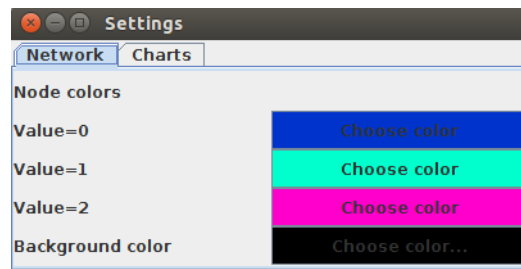 Settings
Network Charts
Node colors
Value=0 Choose color
Value=1 Choose color
Value=2 Choose color
Background color Choose color...